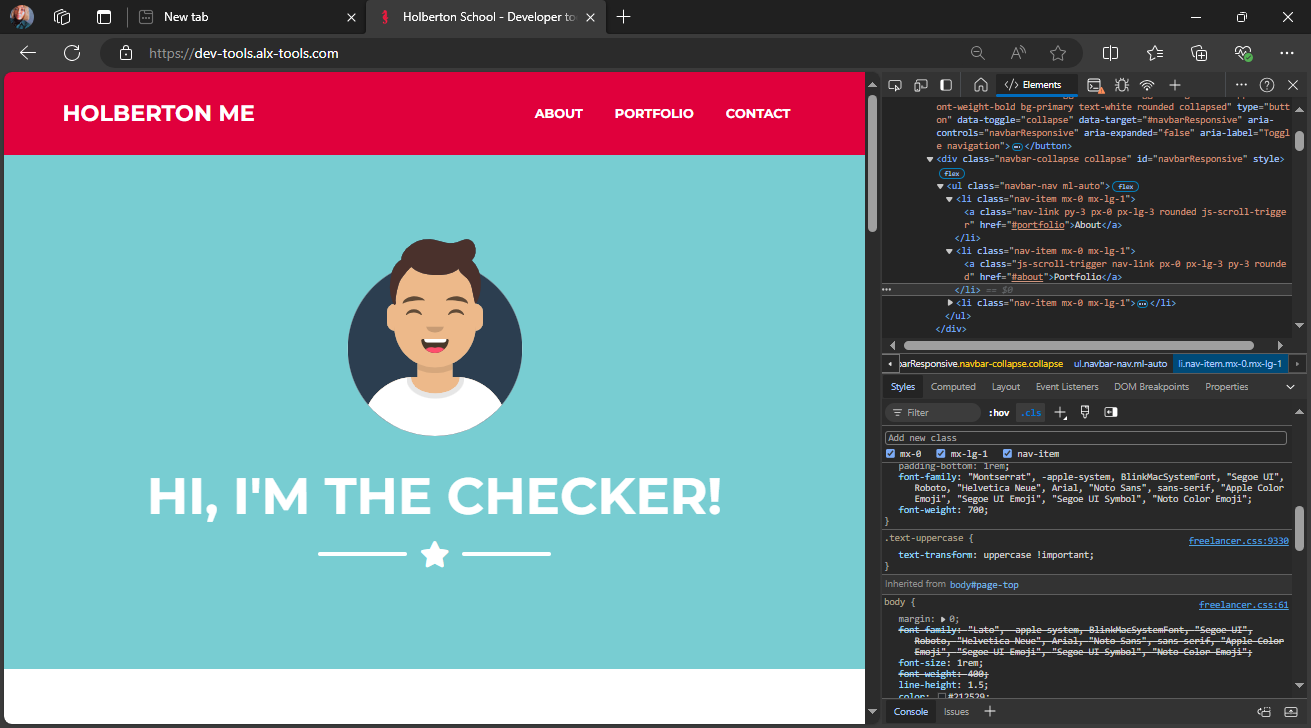 New tab
Holberton School - Developer to
https://dev-tools.alx-tools.com
HOLBERTON ME
ABOUT
PORTFOLIO
CONTACT
HI, I'M THE CHECKER!
Elements
ont-weight-bold bg-primary text-white rounded collapsed" type="butt
on" data-toggle="collapse" data-target="#navbarResponsive" aria-
controls="navbarResponsive" aria-expanded="false" aria-label="Toggl
e navigation"> </button>
<div class="navbar-collapse collapse" id="navbarResponsive" style>
flex
<ul class="navbar-nav ml-auto"> flex
<li class="nav-item mx-0 mx-lg-1">
<a class="nav-link py-3 px-0 px-lg-3 rounded js-scroll-trigge
r" href="#portfolio">About</a>
</li>
<li class="nav-item mx-0 mx-lg-1">
<a class="js-scroll-trigger nav-link px-0 px-lg-3 py-3 rounde
d" href="#about">Portfolio</a>
</li> == $0
<li class="nav-item mx-0 mx-lg-1"> </li>
</ul>
</div>
barResponsive.navbar-collapse.collapse ul.navbar-nav.ml-auto li.nav-item.mx-0.mx-lg-1
Styles Computed Layout Event Listeners DOM Breakpoints Properties
Filter :hov .cls
Add new class
mx-0 mx-lg-1 nav-item
padding-bottom: 1rem;
font-family: "Montserrat", -apple-system, BlinkMacSystemFont, "Segoe UI",
Roboto, "Helvetica Neue", Arial, "Noto Sans", sans-serif, "Apple Color
Emoji", "Segoe UI Emoji", "Segoe UI Symbol", "Noto Color Emoji";
font-weight: 700;
}
.text-uppercase { freelancer.css:9330
text-transform: uppercase !important;
}
Inherited from body#page-top
body { freelancer.css:61
margin: 0;
font-family: "Lato", -apple-system, BlinkMacSystemFont, "Segoe UI",
Roboto, "Helvetica Neue", Arial, "Noto Sans", sans-serif, "Apple Color
Emoji", "Segoe UI Emoji", "Segoe UI Symbol", "Noto Color Emoji";
font-size: 1rem;
font-weight: 400;
line-height: 1.5;
color: #212529;
Console Issues